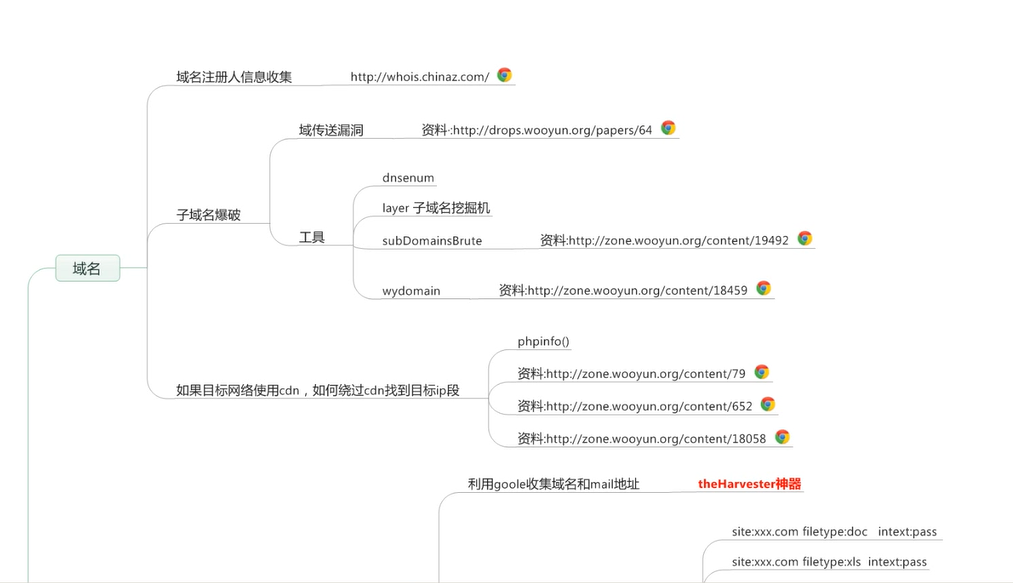 域名注册人信息收集 http://whois.chinaz.com/
域传送漏洞 资料-:http://drops.wooyun.org/papers/64
dnsenum
layer 子域名挖掘机
子域名爆破
工具
subDomainsBrute 资料:http://zone.wooyun.org/content/19492
域名
wydomain 资料:http://zone.wooyun.org/content/18459
phpinfo()
资料:http://zone.wooyun.org/content/79
如果目标网络使用cdn，如何绕过cdn找到目标ip段
资料:http://zone.wooyun.org/content/652
资料:http://zone.wooyun.org/content/18058
利用goole收集域名和mail地址 theHarvester神器
site:xxx.com filetype:doc intext:pass
site:xxx.com filetype:xls intext:pass